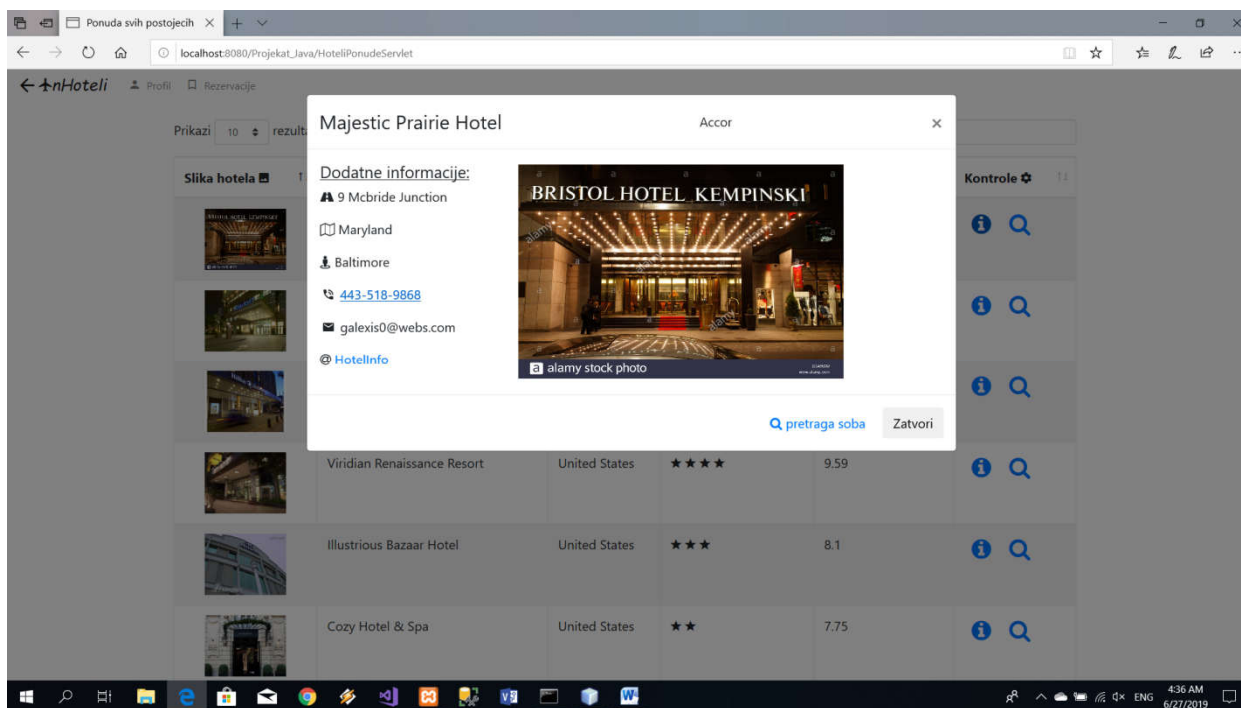 Ponuda svih postojecih
localhost:8080/Projekat_Java/HoteliPonudeServlet
nHoteli Profil Rezervacije
Prikazi 10 rezulta
Majestic Prairie Hotel Accor ×
Slika hotela Kontrole
Dodatne informacije:
9 Mcbride Junction
Maryland
Baltimore
443-518-9868
galexis0@webs.com
@ HotelInfo
BRISTOL HOTEL KEMPINSKI
alamy
a alamy stock photo
pretraga soba Zatvori
Viridian Renaissance Resort United States ★★★★ 9.59
Illustrious Bazaar Hotel United States ★★★ 8.1
Cozy Hotel & Spa United States ★★ 7.75
ENG 4:36 AM
6/27/2019